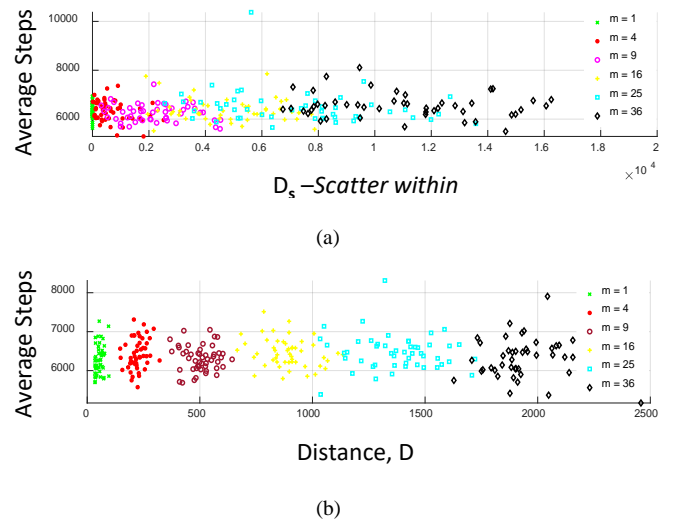 10000
8000
6000
Average Steps
m = 1
m = 4
m = 9
m = 16
m = 25
m = 36
0 0.2 0.4 0.6 0.8 1 1.2 1.4 1.6 1.8 2
× 10 4
Ds –Scatter within
(a)
8000
7000
6000
Average Steps
m = 1
m = 4
m = 9
m = 16
m = 25
m = 36
0 500 1000 1500 2000 2500
Distance, D
(b)